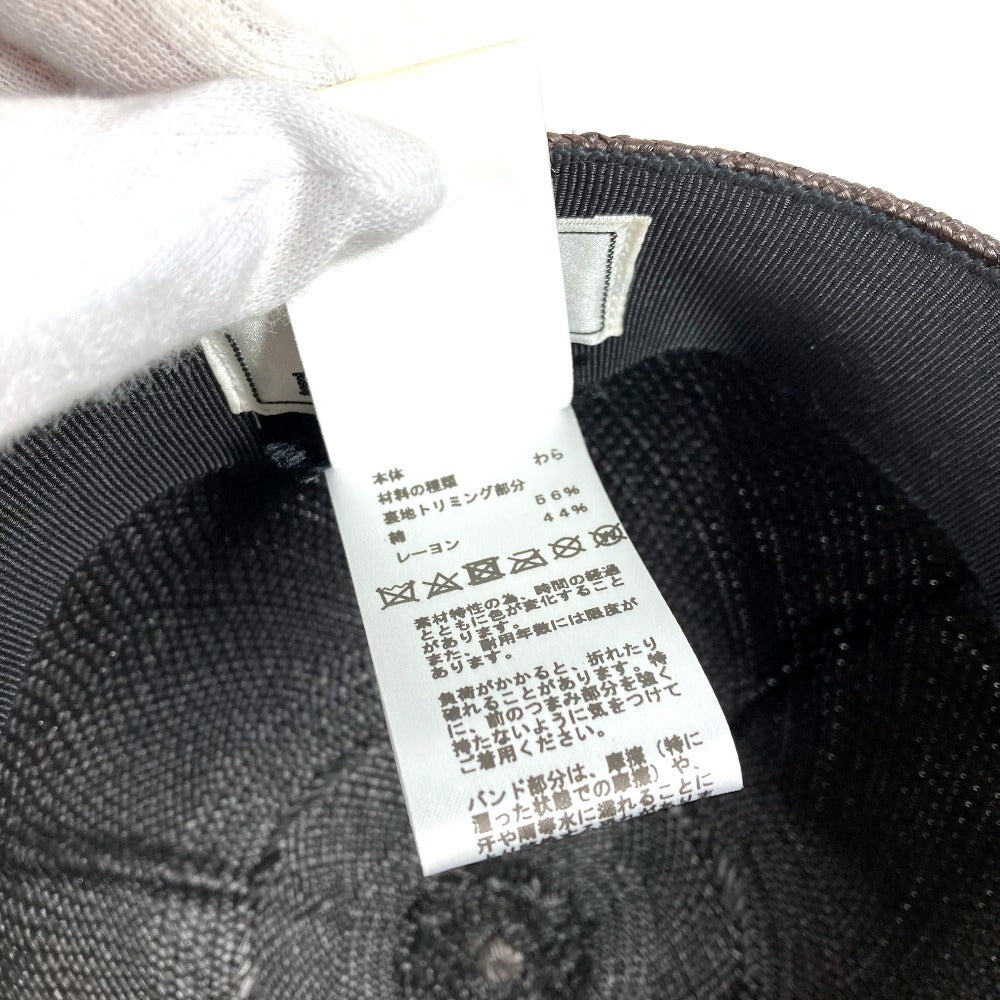 本体
材料の種類 わら
裏地トリミング部分
綿 56%
レーヨン 44%
素材特性の為、時間の経過
とともに色が変化すること
があります。
また、耐用年数には限度が
あります。
負荷がかかると、折れたり
破れることがあります。特
に、前のつまみ部分を強く
持たないように気をつけて
ご着用ください。
バンド部分は、摩擦（特に
湿った状態での摩擦）や、
汗や雨等水に濡れることに